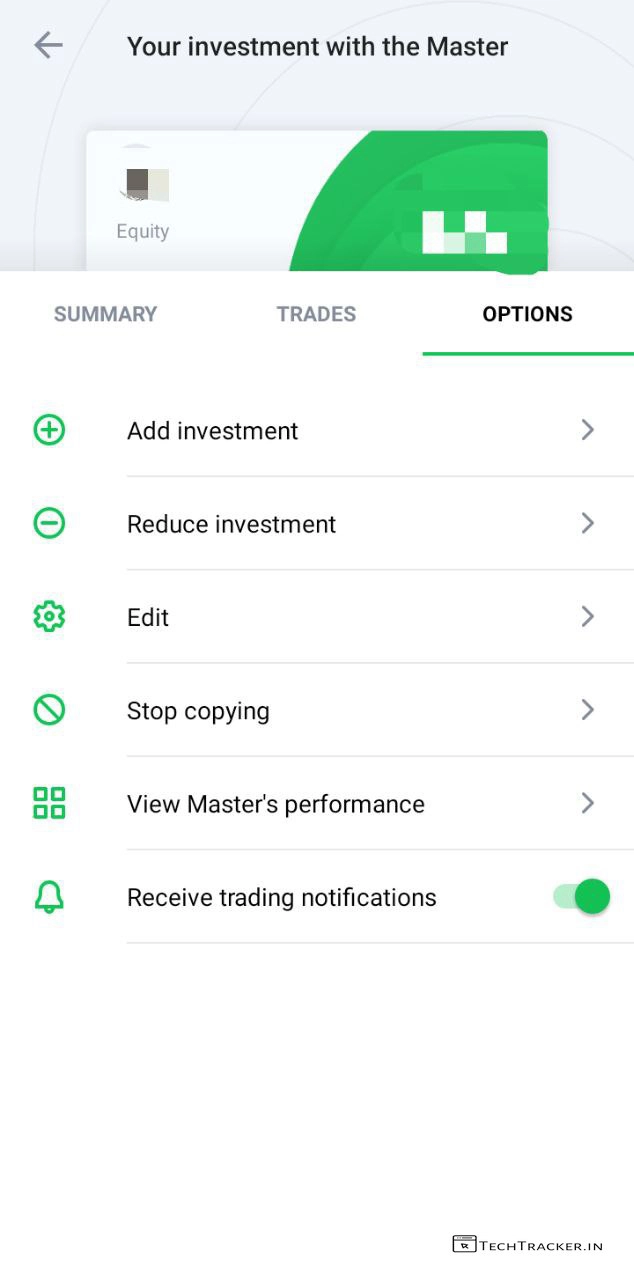 Your investment with the Master
Equity
SUMMARY TRADES OPTIONS
Add investment
Reduce investment
Edit
Stop copying
View Master's performance
Receive trading notifications
TECHTRACKER.IN